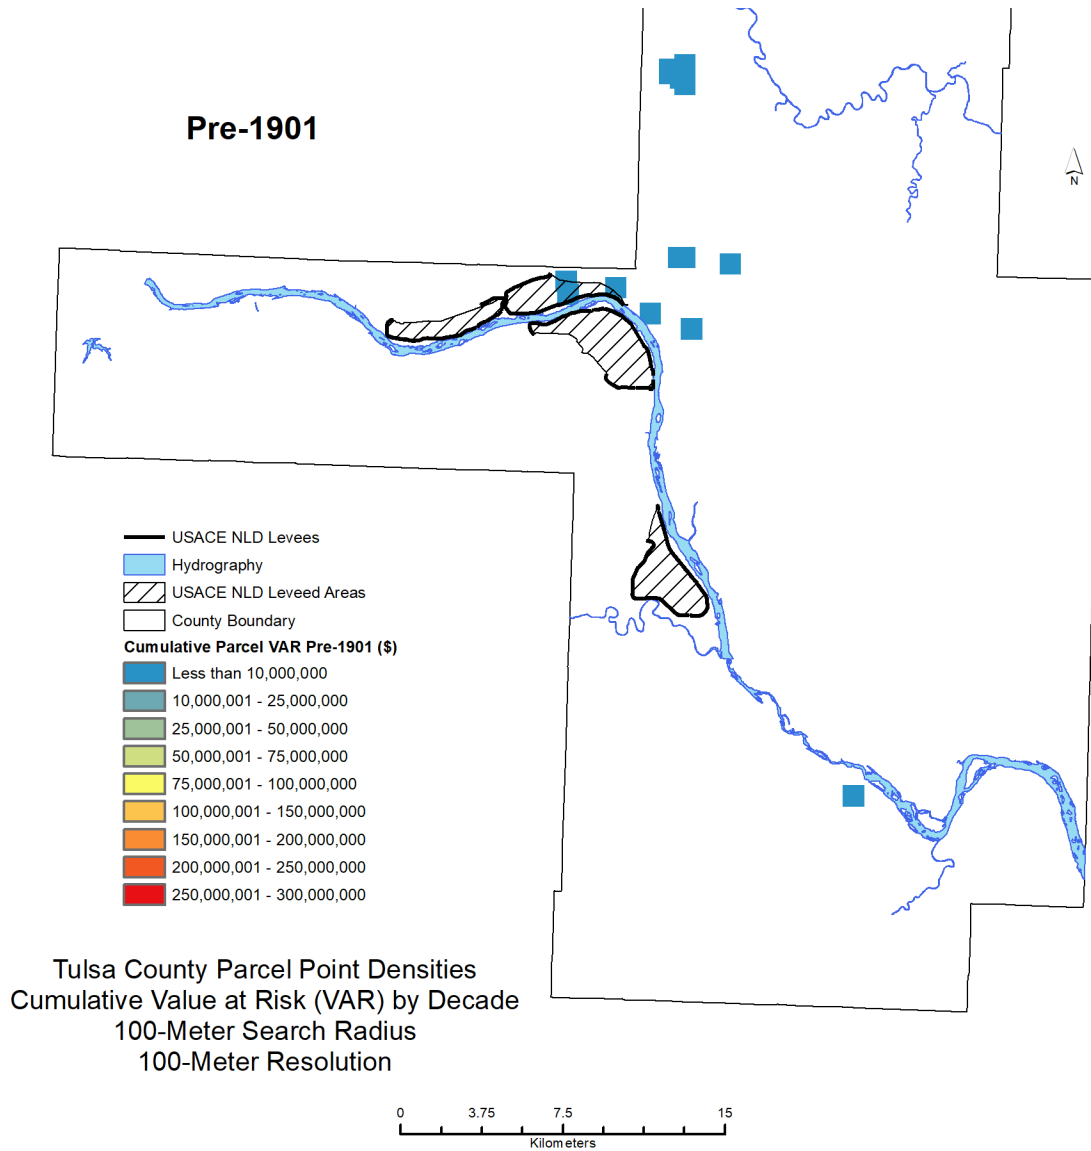 Pre-1901
N
USACE NLD Levees
Hydrography
USACE NLD Leveed Areas
County Boundary
Cumulative Parcel VAR Pre-1901 ($)
Less than 10,000,000
10,000,001 - 25,000,000
25,000,001 - 50,000,000
50,000,001 - 75,000,000
75,000,001 - 100,000,000
100,000,001 - 150,000,000
150,000,001 - 200,000,000
200,000,001 - 250,000,000
250,000,001 - 300,000,000
Tulsa County Parcel Point Densities
Cumulative Value at Risk (VAR) by Decade
100-Meter Search Radius
100-Meter Resolution
0 3.75 7.5 15
Kilometers